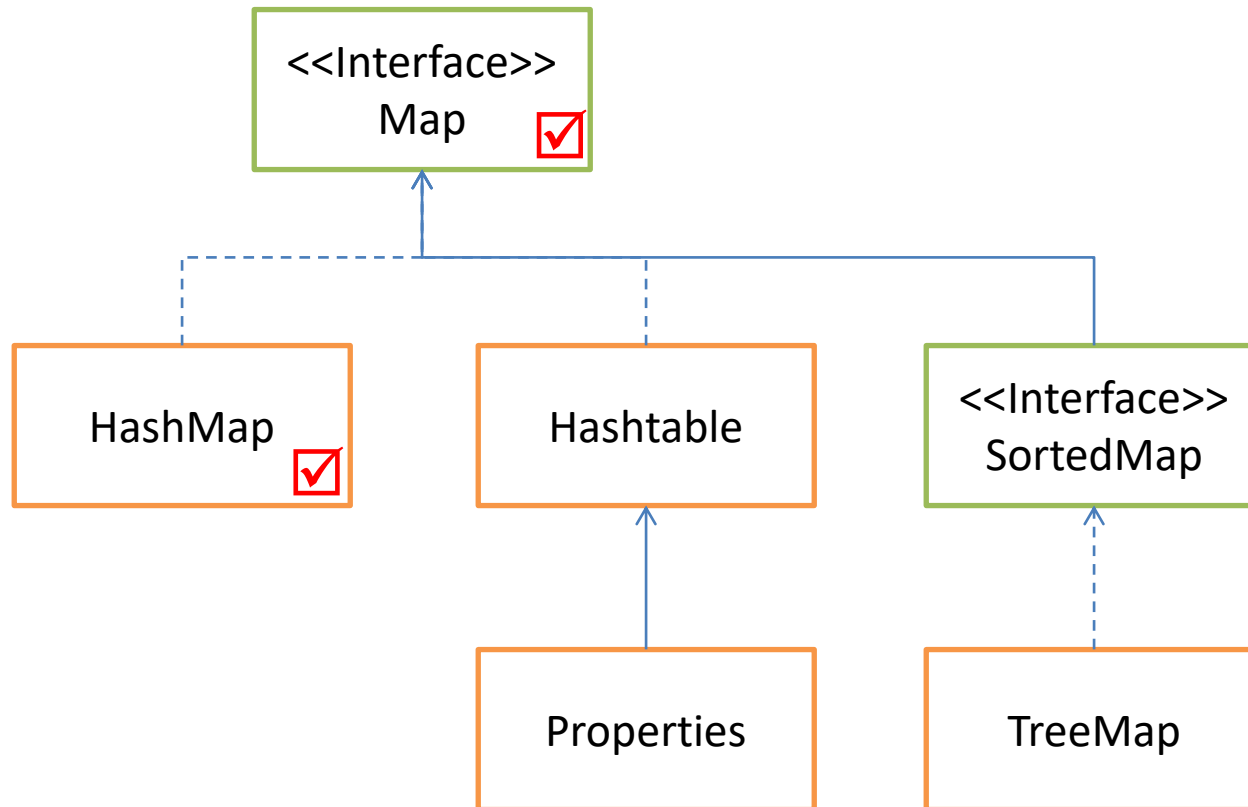 <<Interface>>
Map
HashMap
Hashtable
<<Interface>>
SortedMap
Properties
TreeMap